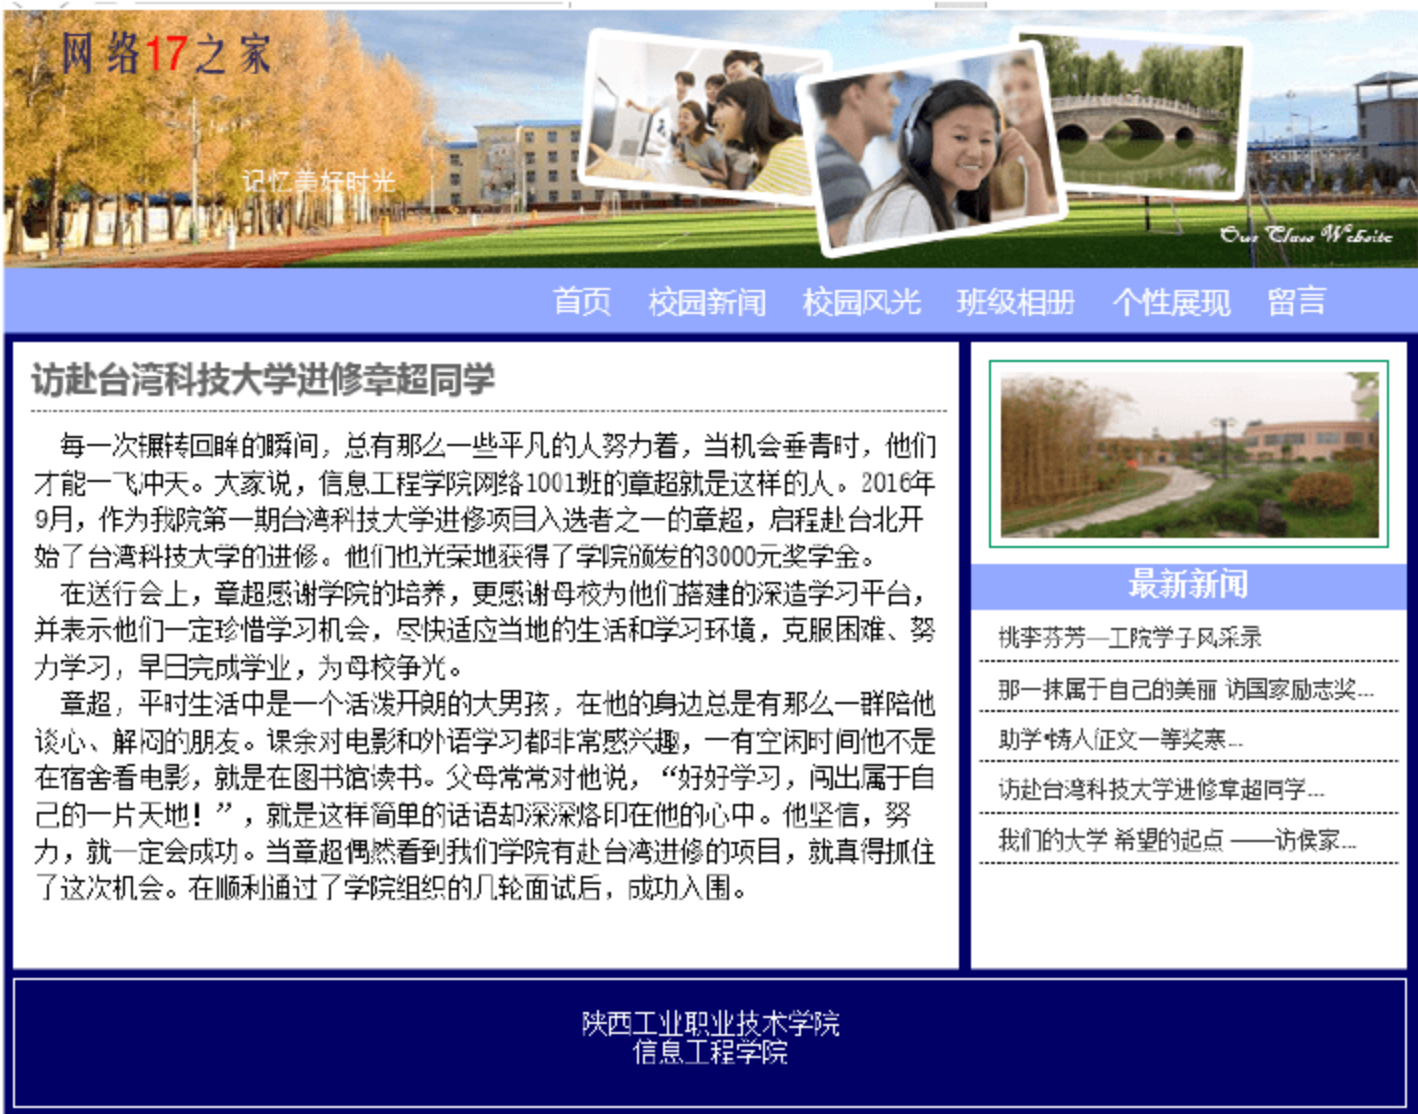 网络17之家
记忆美好时光
Our Class Website
首页 校园新闻 校园风光 班级相册 个性展现 留言
访赴台湾科技大学进修章超同学
每一次辗转回眸的瞬间，总有那么一些平凡的人努力着，当机会垂青时，他们
才能一飞冲天。大家说，信息工程学院网络1001班的章超就是这样的人。2016年
9月，作为我院第一期台湾科技大学进修项目入选者之一的章超，启程赴台北开
始了台湾科技大学的进修。他们也光荣地获得了学院颁发的3000元奖学金。
在送行会上，章超感谢学院的培养，更感谢母校为他们搭建的深造学习平台，
并表示他们一定珍惜学习机会，尽快适应当地的生活和学习环境，克服困难、努
力学习，早日完成学业，为母校争光。
章超，平时生活中是一个活泼开朗的大男孩，在他的身边总是有那么一群陪他
谈心、解闷的朋友。课余对电影和外语学习都非常感兴趣，一有空闲时间他不是
在宿舍看电影，就是在图书馆读书。父母常常对他说，“好好学习，闯出属于自
己的一片天地！”，就是这样简单的话语却深深烙印在他的心中。他坚信，努
力，就一定会成功。当章超偶然看到我们学院有赴台湾进修的项目，就真得抓住
了这次机会。在顺利通过了学院组织的几轮面试后，成功入围。
最新新闻
桃李芬芳—工院学子风采录
那一抹属于自己的美丽 访国家励志奖...
助学•铸人征文一等奖寒...
访赴台湾科技大学进修章超同学...
我们的大学 希望的起点 ——访侯家...
陕西工业职业技术学院
信息工程学院